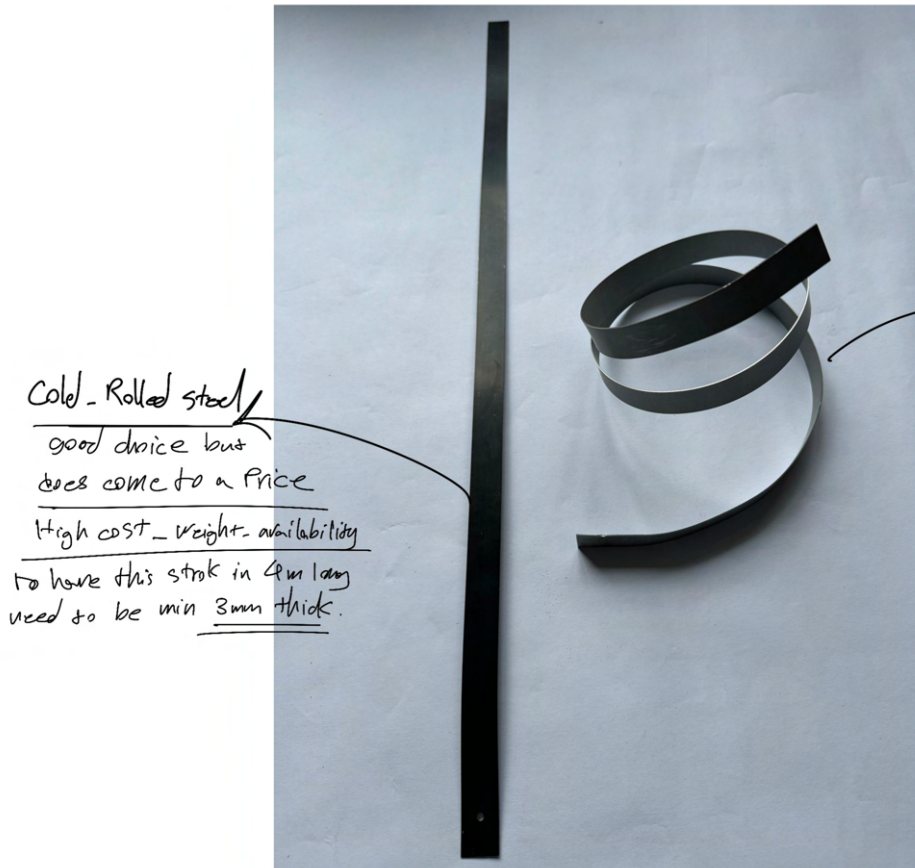 Cold_Rolled steel
good choice but
does come to a Price
High cost_weight_availability
to have this in 4m long
need to be min 3mm thick.